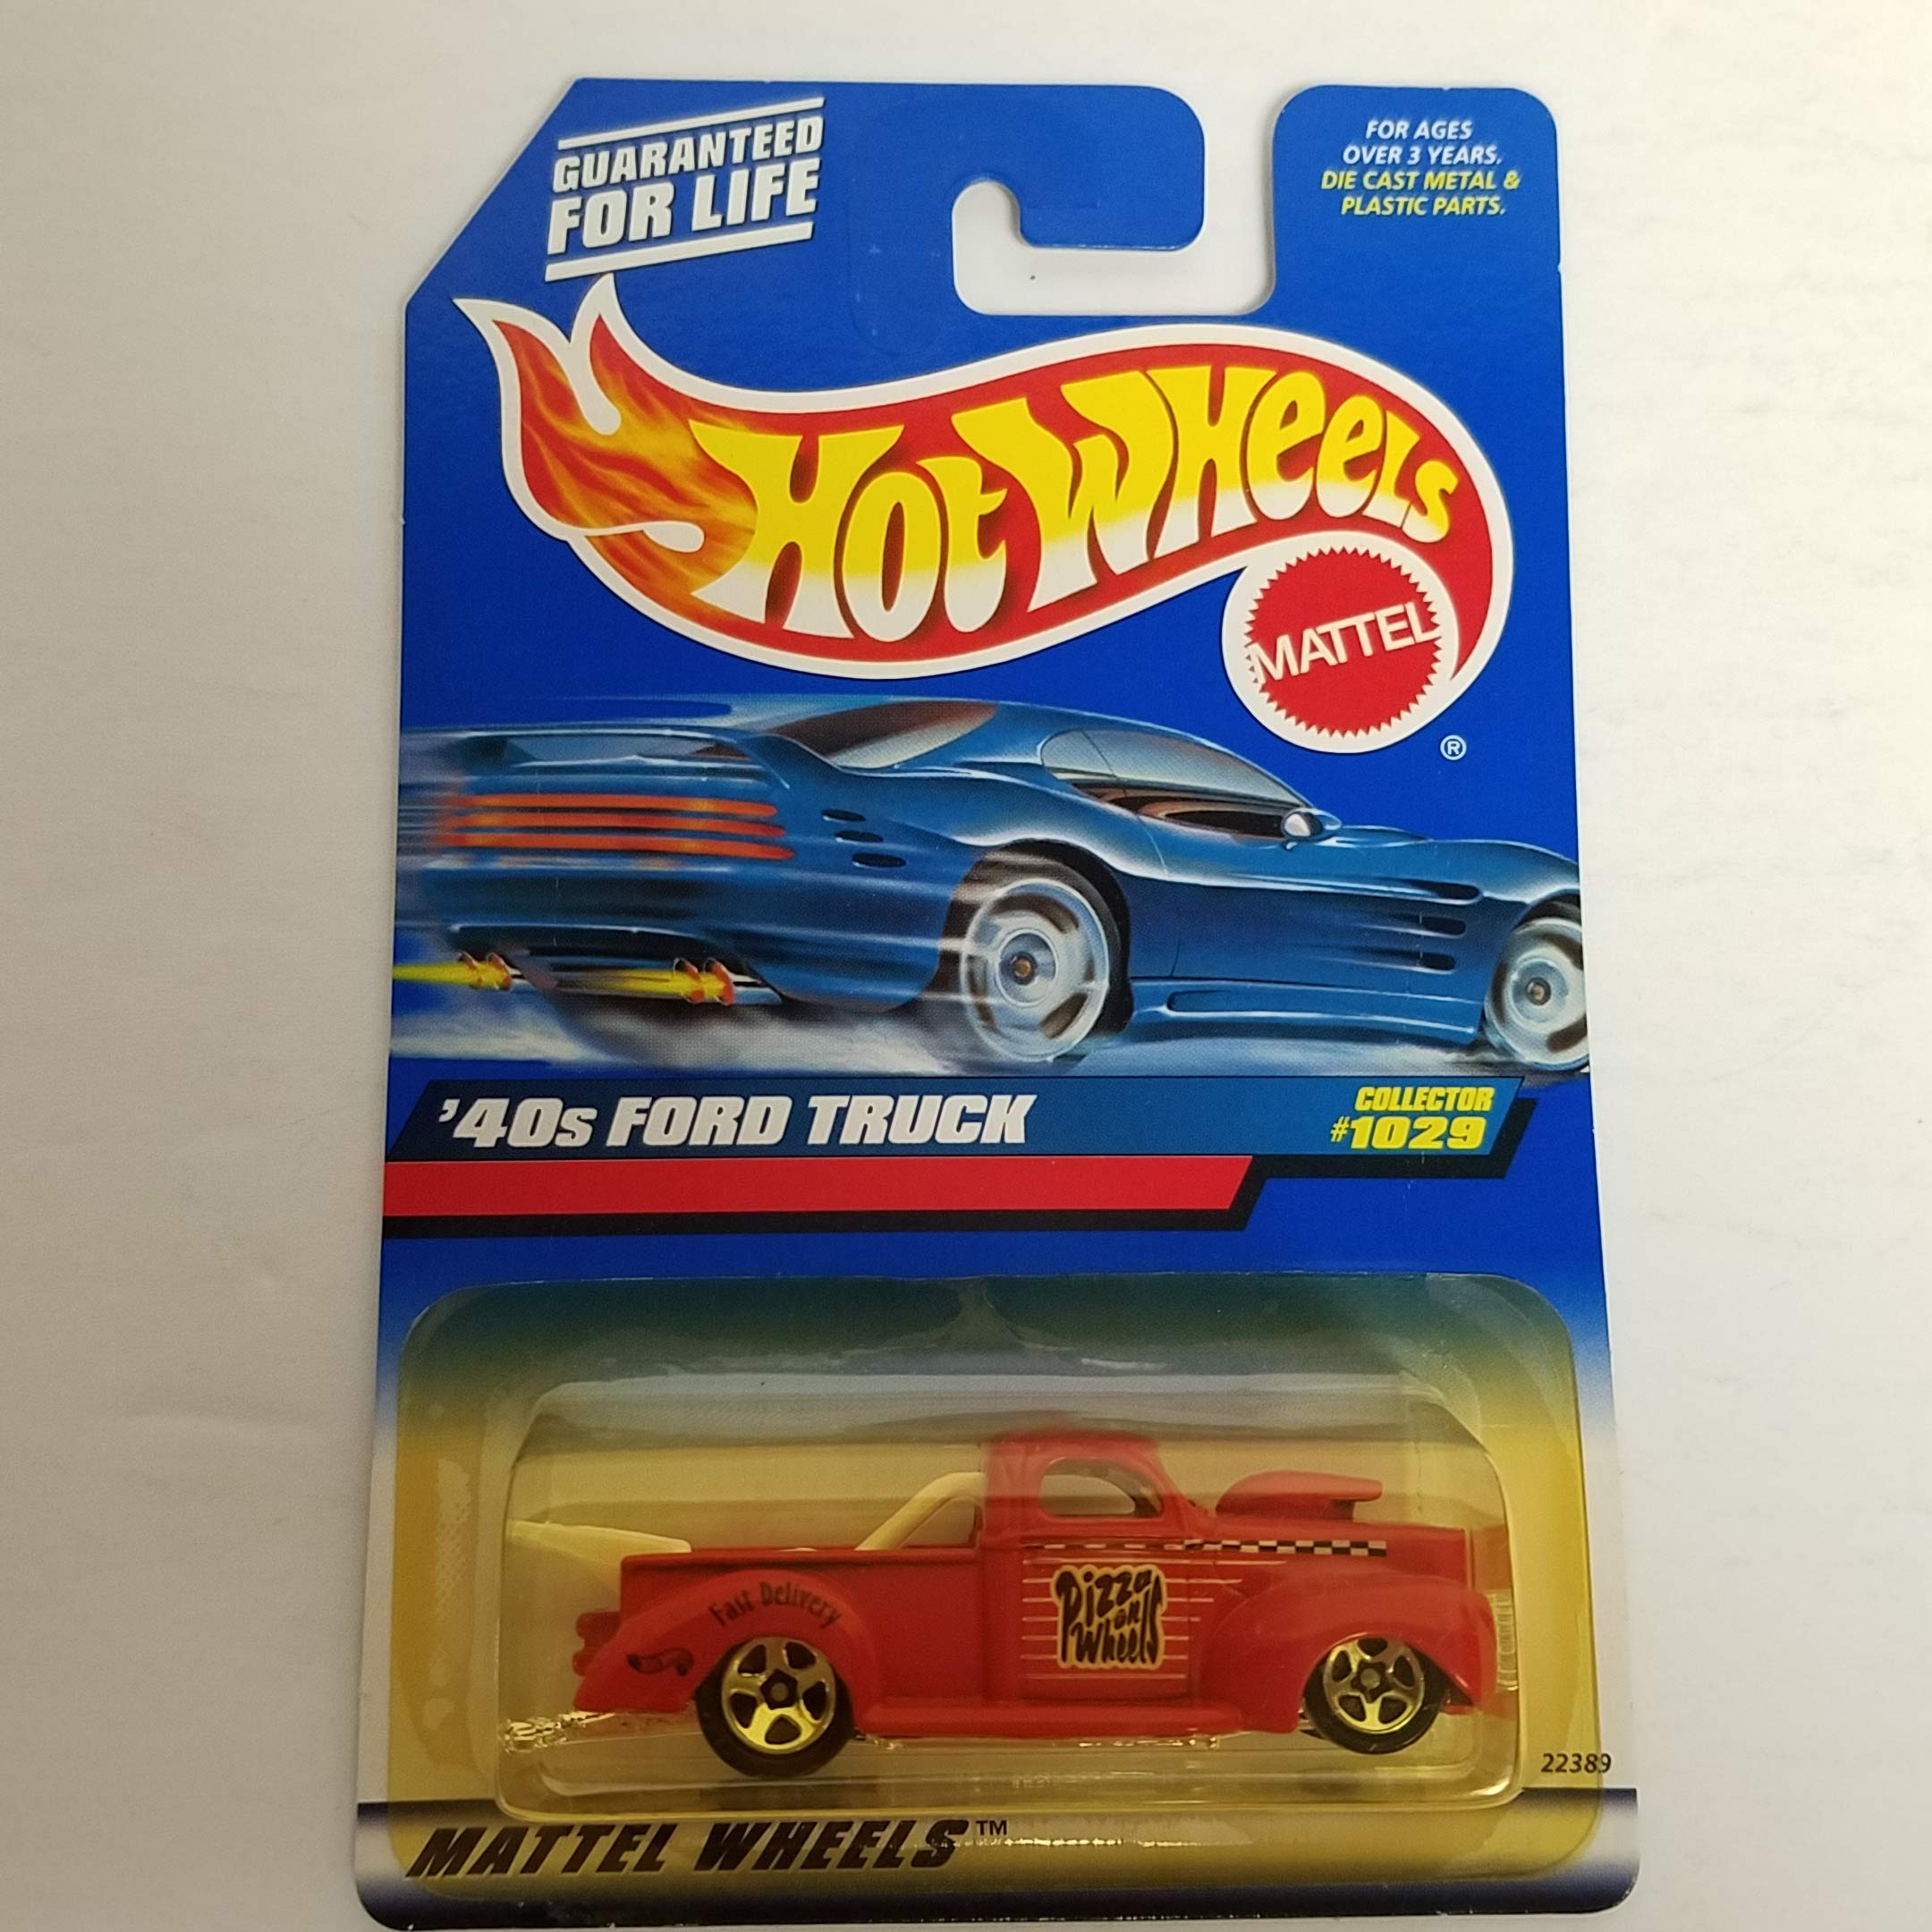 GUARANTEED
FOR LIFE
FOR AGES
OVER 3 YEARS.
DIE CAST METAL &
PLASTIC PARTS.
Hot Wheels
MATTEL
®
'40s FORD TRUCK
COLLECTOR
#1029
Fast Delivery
Pizza
on
Wheels
22389
MATTEL WHEELS™